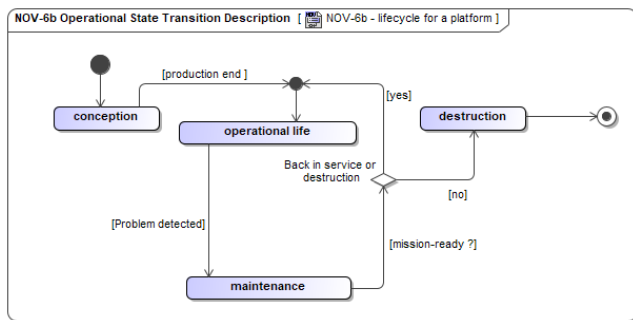 NOV-6b Operational State Transition Description [ NOV-6b - lifecycle for a platform ]
[production end ]
[yes]
conception
destruction
operational life
Back in service or
destruction
[no]
[Problem detected]
[mission-ready ?]
maintenance